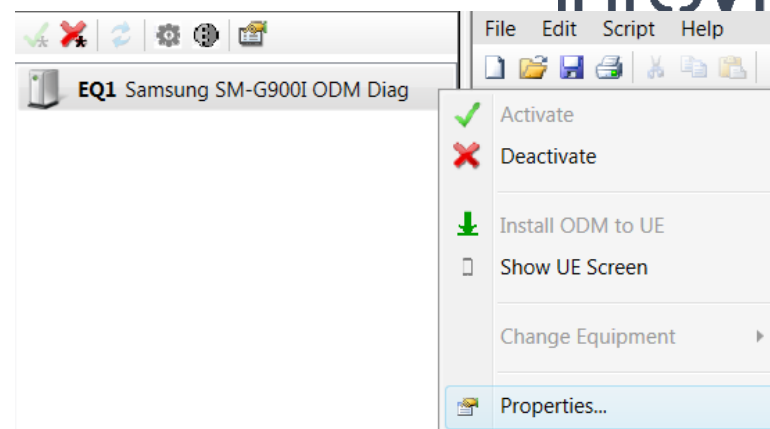 File Edit Script Help
EQ1 Samsung SM-G900I ODM Diag
Activate
Deactivate
Install ODM to UE
Show UE Screen
Change Equipment
Properties...